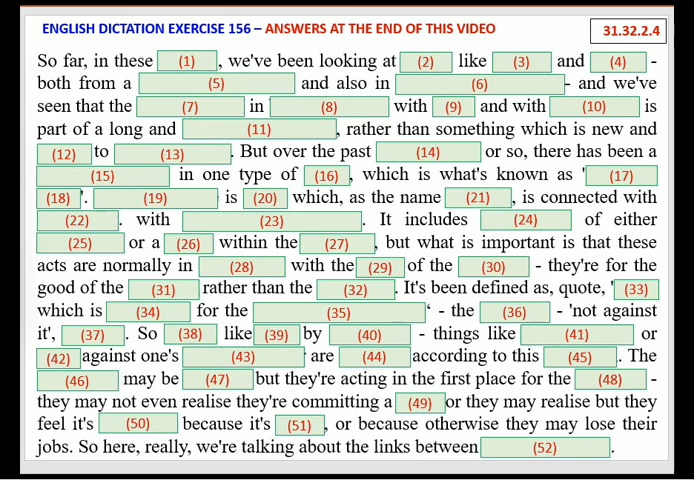 ENGLISH DICTATION EXERCISE 156 – ANSWERS AT THE END OF THIS VIDEO
31.32.2.4
So far, in these (1) , we've been looking at (2) like (3) and (4) -
both from a (5) and also in (6) - and we've
seen that the (7) in (8) with (9) and with (10) is
part of a long and (11) , rather than something which is new and
(12) to (13) . But over the past (14) or so, there has been a
(15) in one type of (16) , which is what's known as ' (17)
(18) '. (19) is (20) which, as the name (21) , is connected with
(22) . with (23) . It includes (24) of either
(25) or a (26) within the (27) , but what is important is that these
acts are normally in (28) with the (29) of the (30) - they're for the
good of the (31) rather than the (32) . It's been defined as, quote, ' (33)
which is (34) for the (35) ‘ - the (36) - 'not against
it', (37) . So (38) like (39) by (40) - things like (41) or
(42) against one's (43) are (44) according to this (45) . The
(46) may be (47) but they're acting in the first place for the (48) -
they may not even realise they're committing a (49) or they may realise but they
feel it's (50) because it's (51) , or because otherwise they may lose their
jobs. So here, really, we're talking about the links between (52) .